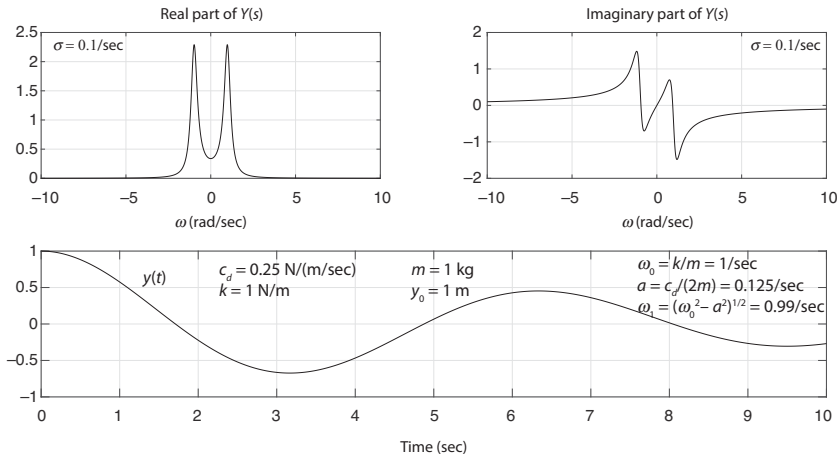 Real part of Y(s)
σ = 0.1/sec
2.5
2
1.5
1
0.5
0
−10
−5
0
5
10
ω (rad/sec)
Imaginary part of Y(s)
σ = 0.1/sec
2
1
0
−1
−2
−10
−5
0
5
10
ω (rad/sec)
1
0.5
0
−0.5
−1
y(t)
c_d = 0.25 N/(m/sec)
k = 1 N/m
m = 1 kg
y_0 = 1 m
ω_0 = k/m = 1/sec
a = c_d/(2m) = 0.125/sec
ω_1 = (ω_0^2 − a^2)^1/2 = 0.99/sec
0
1
2
3
4
5
6
7
8
9
10
Time (sec)